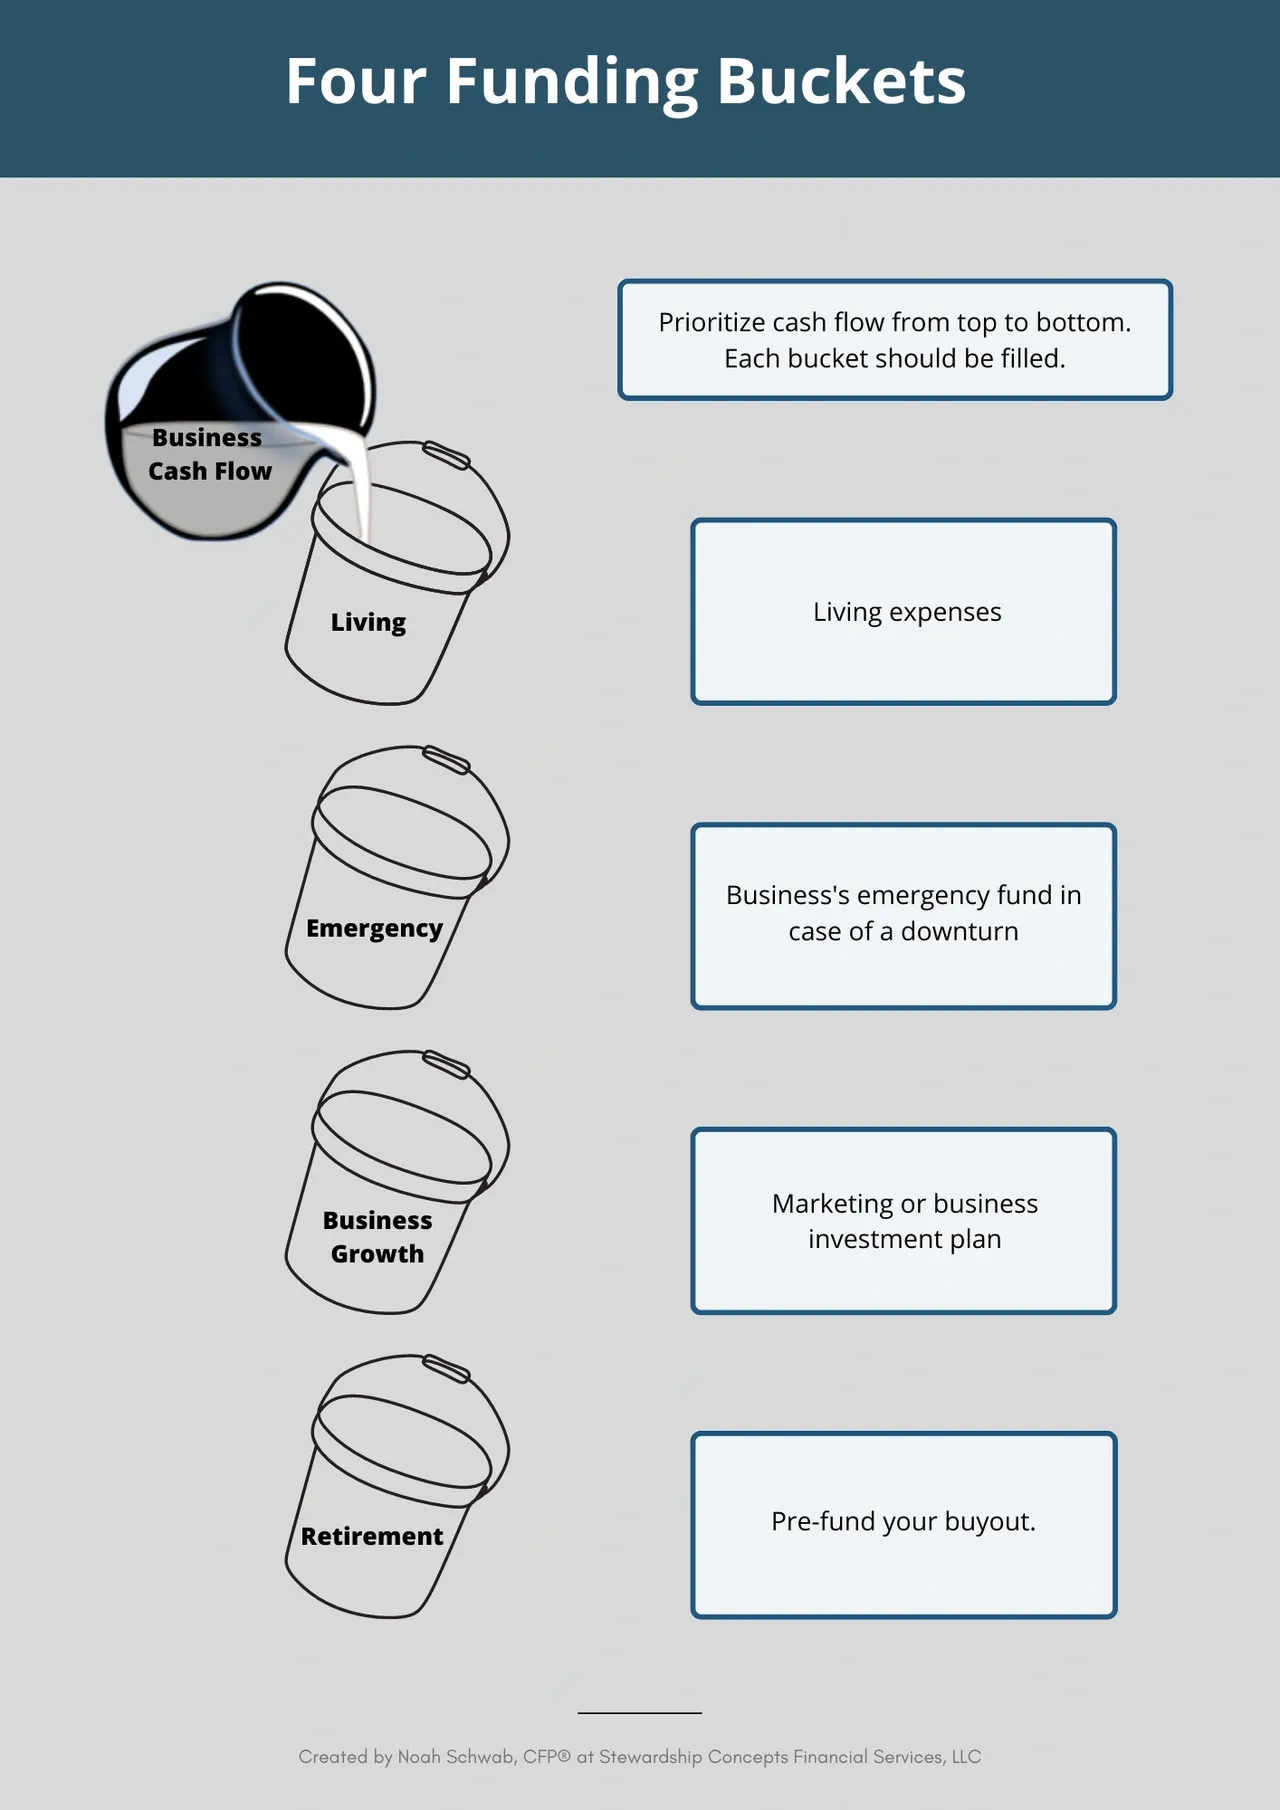 Four Funding Buckets
Prioritize cash flow from top to bottom.
Each bucket should be filled.
Business
Cash Flow
Living
Living expenses
Emergency
Business's emergency fund in
case of a downturn
Business
Growth
Marketing or business
investment plan
Retirement
Pre-fund your buyout.
Created by Noah Schwab, CFP® at Stewardship Concepts Financial Services, LLC